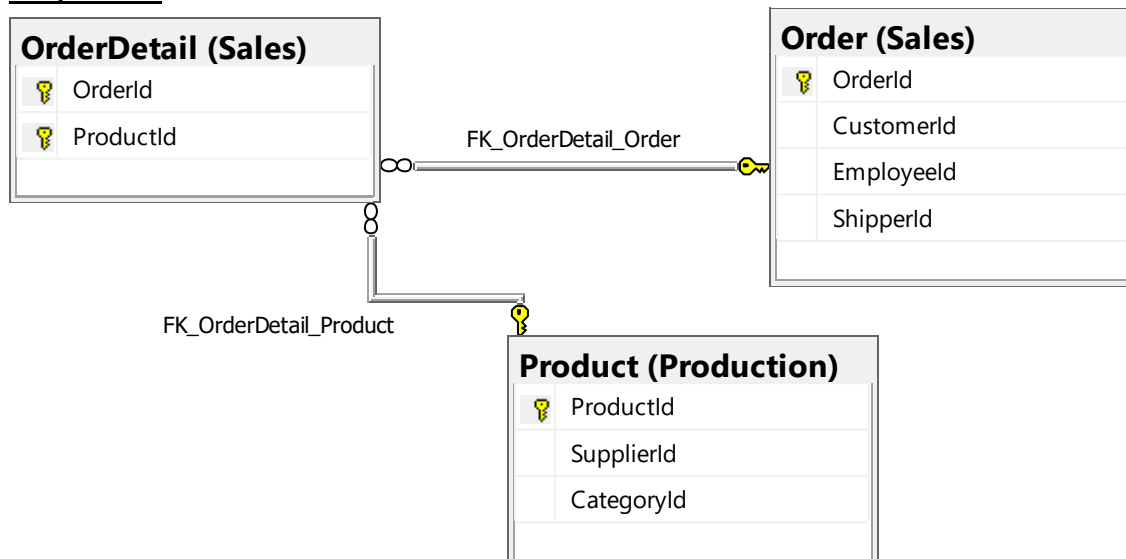 OrderDetail (Sales)
OrderId
ProductId
FK_OrderDetail_Order
Order (Sales)
OrderId
CustomerId
EmployeeId
ShipperId
FK_OrderDetail_Product
Product (Production)
ProductId
SupplierId
CategoryId